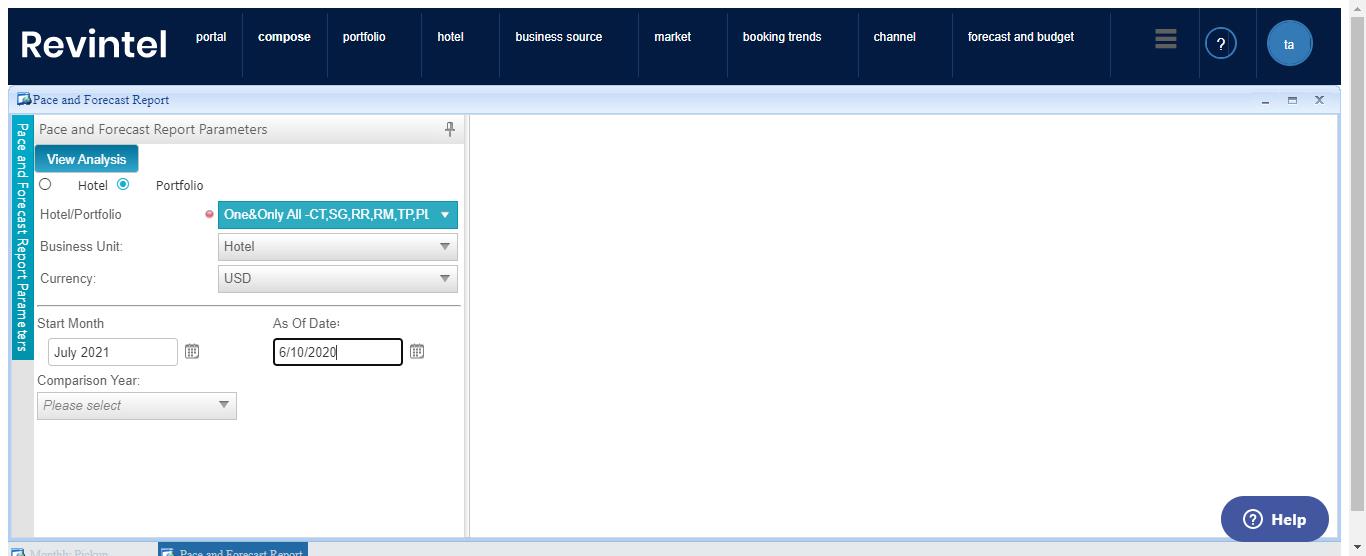 Revintel
portal
compose
portfolio
hotel
business source
market
booking trends
channel
forecast and budget
?
ta
Pace and Forecast Report
Pace and Forecast Report Parameters
Pace and Forecast Report Parameters
View Analysis
Hotel
Portfolio
Hotel/Portfolio
One&Only All -CT,SG,RR,RM,TP,PL
Business Unit:
Hotel
Currency:
USD
Start Month
As Of Date:
July 2021
6/10/2020
Comparison Year:
Please select
? Help
Monthly Pickup
Pace and Forecast Report